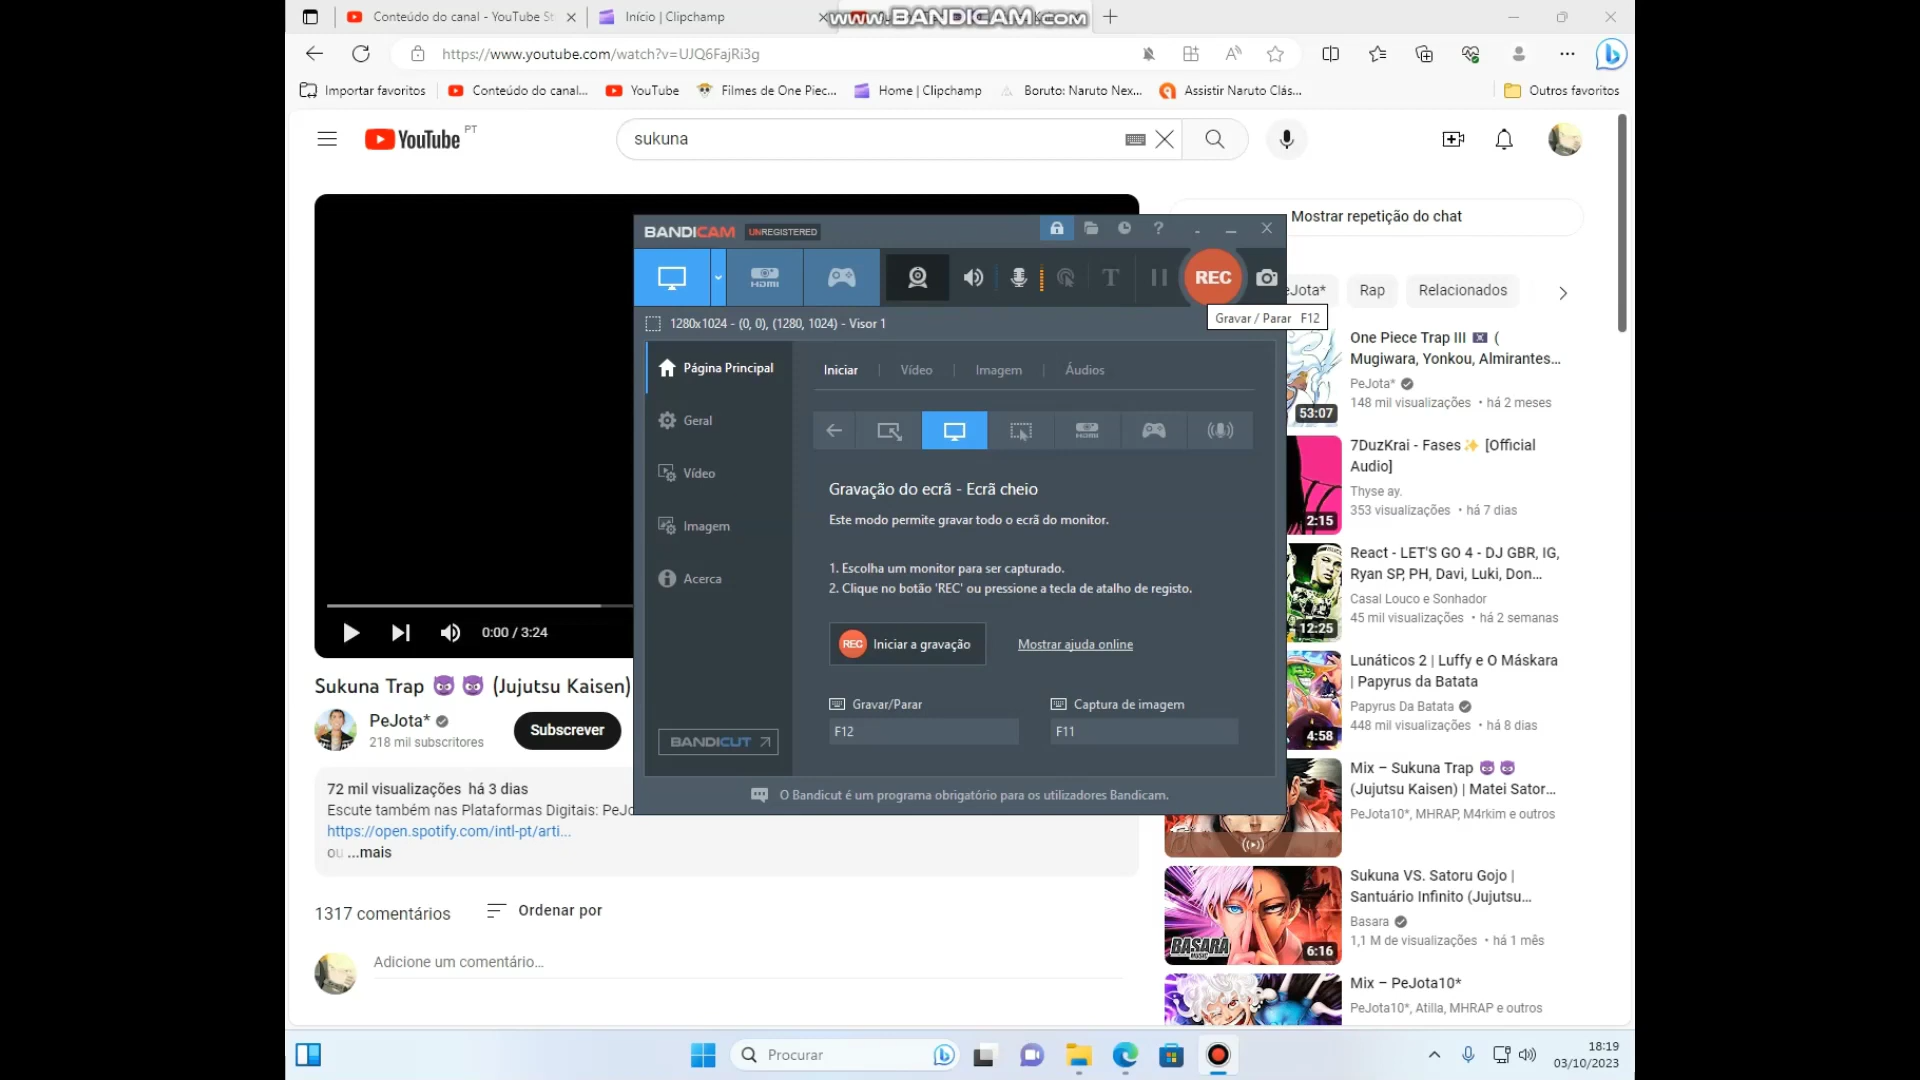 Conteúdo do canal - YouTube St
Início | Clipchamp
www.BANDICAM.com
https://www.youtube.com/watch?v=UJQ6FajRi3g
Importar favoritos
Conteúdo do canal...
YouTube
Filmes de One Piec...
Home | Clipchamp
Boruto: Naruto Nex...
Assistir Naruto Clás...
Outros favoritos
YouTube PT
sukuna
Mostrar repetição do chat
BANDICAM UNREGISTERED
HDMI
REC
T
Gravar / Parar F12
1280x1024 - (0, 0), (1280, 1024) - Visor 1
Página Principal
Geral
Vídeo
Imagem
Acerca
BANDICUT
Iniciar
Vídeo
Imagem
Áudios
HDMI
Gravação do ecrã - Ecrã cheio
Este modo permite gravar todo o ecrã do monitor.
1. Escolha um monitor para ser capturado.
2. Clique no botão 'REC' ou pressione a tecla de atalho de registo.
REC Iniciar a gravação
Mostrar ajuda online
Gravar/Parar
F12
Captura de imagem
F11
O Bandicut é um programa obrigatório para os utilizadores Bandicam.
0:00 / 3:24
Sukuna Trap 😈 😈 (Jujutsu Kaisen)
PeJota*
218 mil subscritores
Subscrever
72 mil visualizações há 3 dias
Escute também nas Plataformas Digitais: PeJo
https://open.spotify.com/intl-pt/arti...
ou ...mais
1317 comentários
Ordenar por
Adicione um comentário...
eJota*
Rap
Relacionados
53:07
One Piece Trap III 🏴‍☠️ (
Mugiwara, Yonkou, Almirantes...
PeJota*
148 mil visualizações • há 2 meses
2:15
7DuzKrai - Fases✨ [Official
Audio]
Thyse ay.
353 visualizações • há 7 dias
12:25
React - LET'S GO 4 - DJ GBR, IG,
Ryan SP, PH, Davi, Luki, Don...
Casal Louco e Sonhador
45 mil visualizações • há 2 semanas
4:58
Lunáticos 2 | Luffy e O Máskara
| Papyrus da Batata
Papyrus Da Batata
448 mil visualizações • há 8 dias
Mix – Sukuna Trap 😈 😈
(Jujutsu Kaisen) | Matei Sator...
PeJota10*, MHRAP, M4rkim e outros
BASARA
MUSIC
6:16
Sukuna VS. Satoru Gojo |
Santuário Infinito (Jujutsu...
Basara
1,1 M de visualizações • há 1 mês
Mix – PeJota10*
PeJota10*, Atilla, MHRAP e outros
Procurar
18:19
03/10/2023